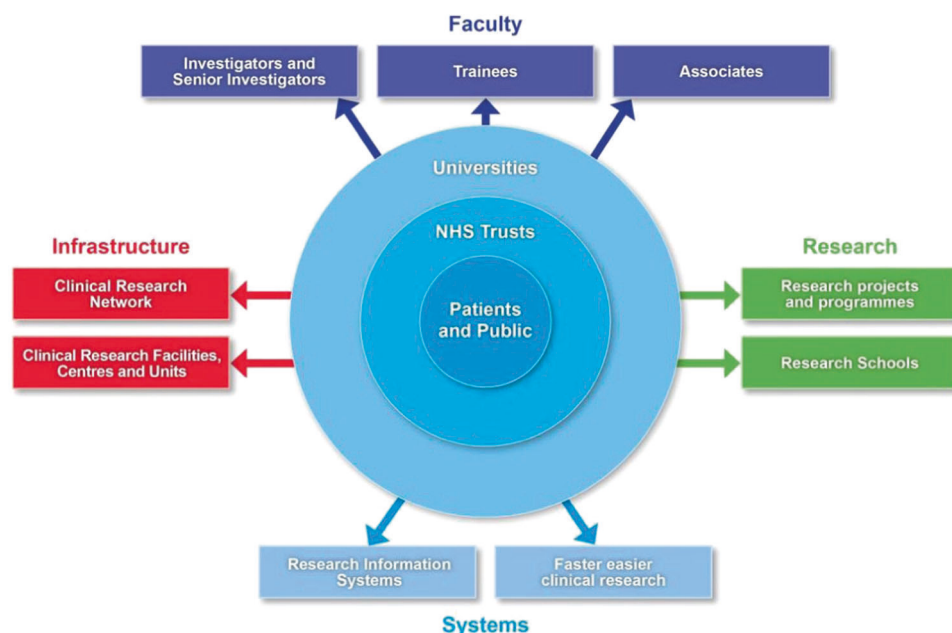 Faculty
Investigators and
Senior Investigators
Trainees
Associates
Universities
NHS Trusts
Patients
and Public
Infrastructure
Clinical Research
Network
Clinical Research Facilities,
Centres and Units
Research
Research projects
and programmes
Research Schools
Research Information
Systems
Faster easier
clinical research
Systems